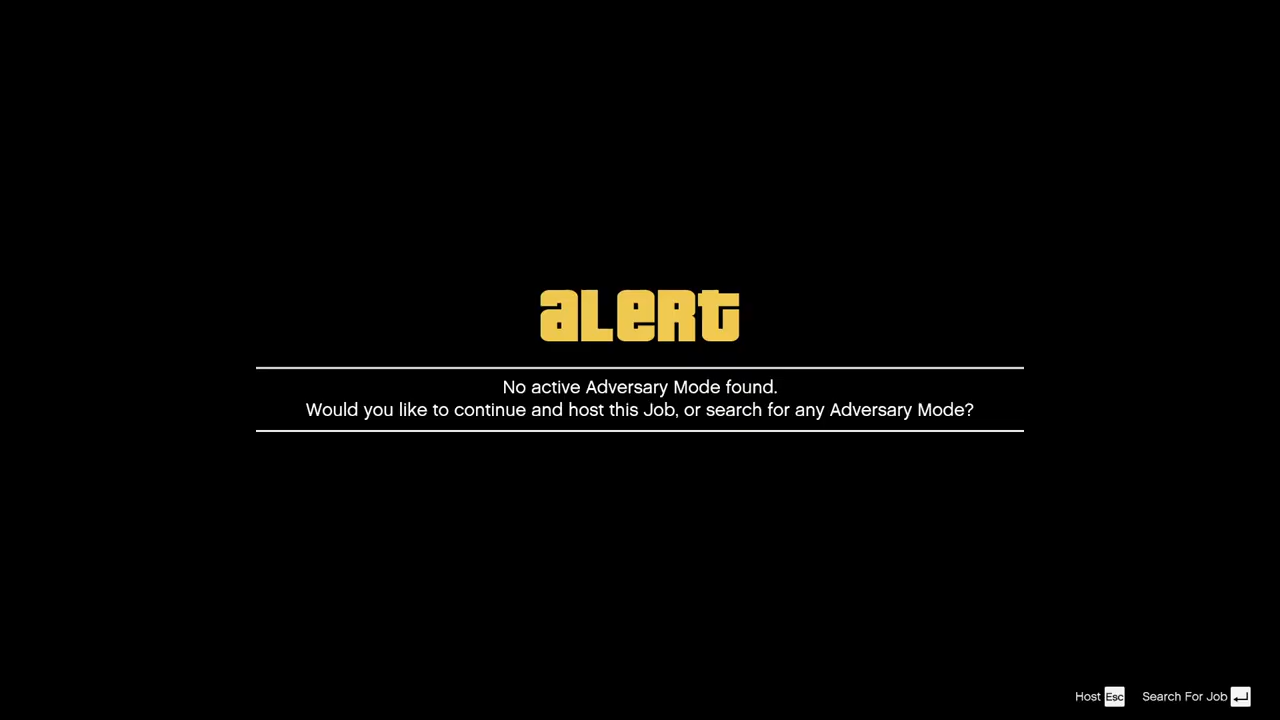 aLeRt
No active Adversary Mode found.
Would you like to continue and host this Job, or search for any Adversary Mode?
Host Esc Search For Job